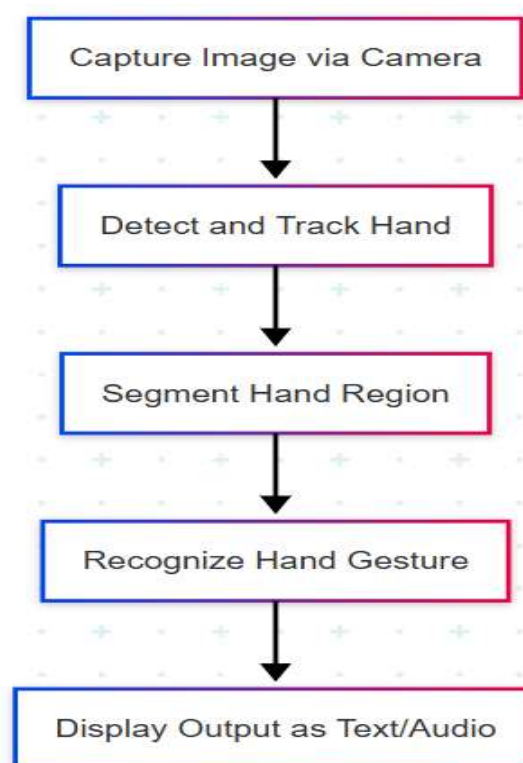 Capture Image via Camera
Detect and Track Hand
Segment Hand Region
Recognize Hand Gesture
Display Output as Text/Audio